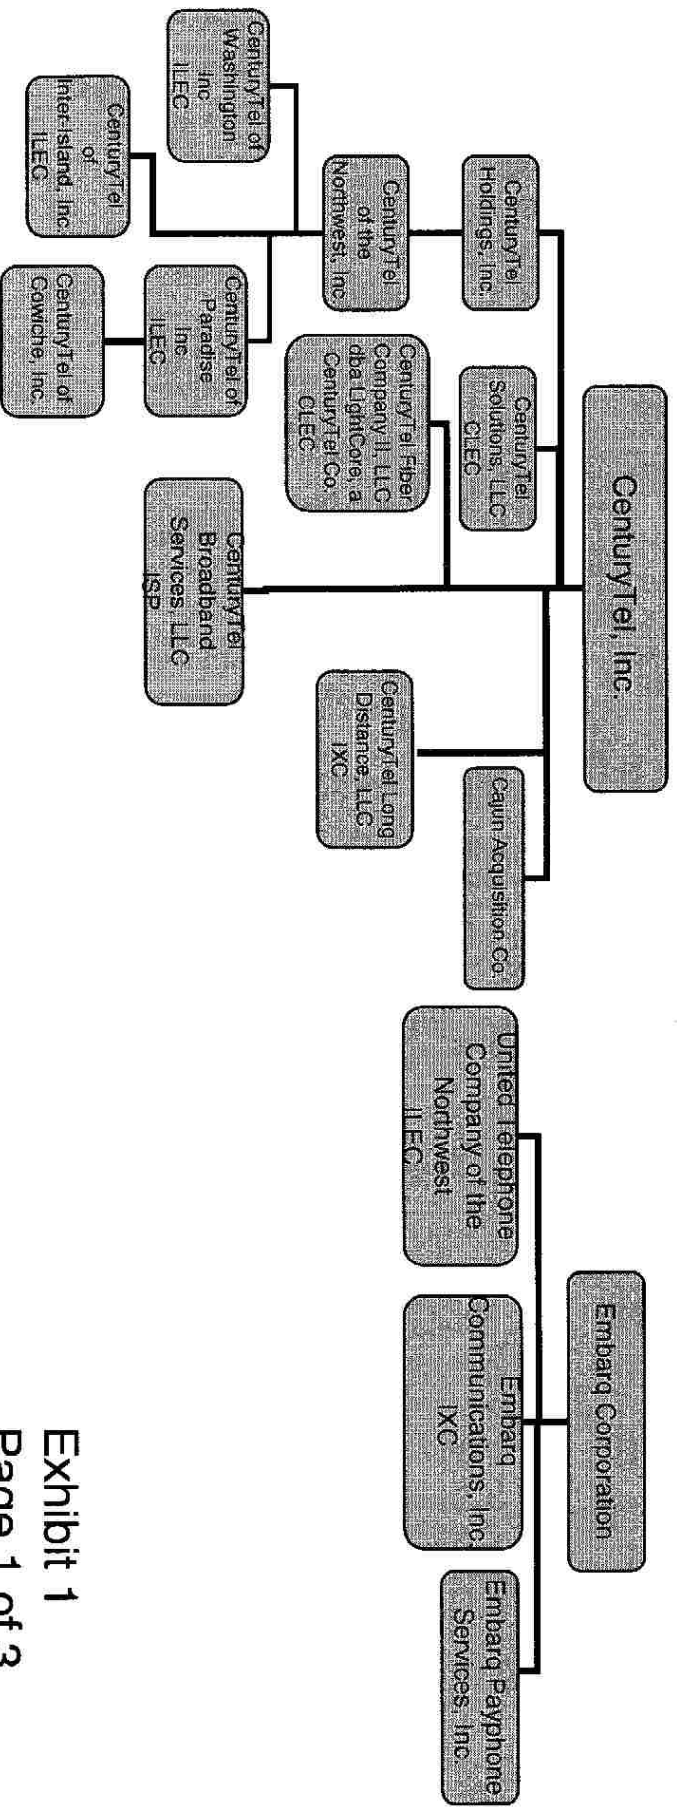 CenturyTel, Inc.
Embarq Corporation
CenturyTel
Holdings, Inc.
CenturyTel
Solutions, LLC
CLEC
Cajun Acquisition Co.
United Telephone
Company of the
Northwest
ILEC
Embarq
Communications, Inc.
IXC
Embarq Payphone
Services, Inc.
CenturyTel
of the
Northwest, Inc
CenturyTel Fiber
Company II, LLC
dba LightCore, a
CenturyTel Co.
CLEC
CenturyTel Long
Distance, LLC
IXC
CenturyTel of
Washington
Inc
ILEC
CenturyTel of
Paradise
Inc
ILEC
CenturyTel
Broadband
Services, LLC
ISP
CenturyTel
of
Inter-Island, Inc.
ILEC
CenturyTel of
Cowiche, Inc.
Exhibit 1
Page 1 of 3